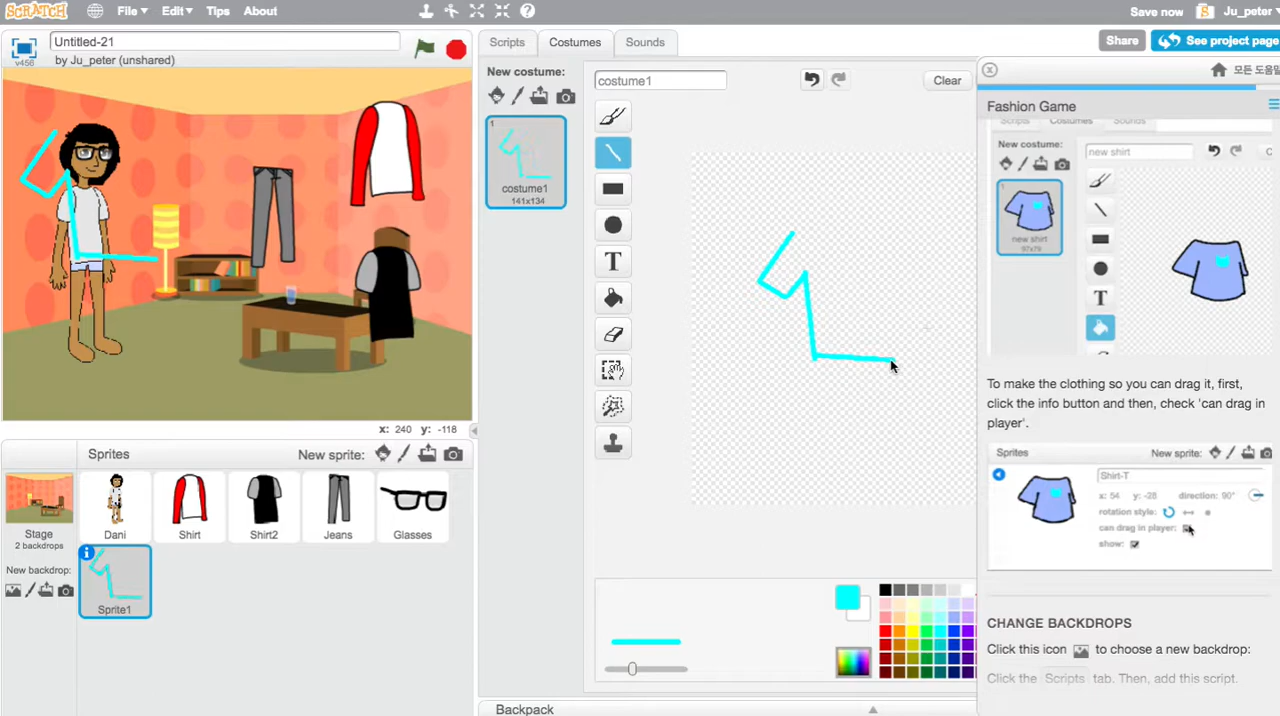 SCRATCH File Edit Tips About Save now Ju_peter
v456 Untitled-21
by Ju_peter (unshared)
Scripts Costumes Sounds
Share See project page
New costume:
costume1
Clear
1
costume1
141x134
T
x: 240 y: -118
Sprites New sprite:
Stage
2 backdrops
New backdrop:
Dani
Shirt
Shirt2
Jeans
Glasses
Sprite1
Backpack
모든 도움말
Fashion Game
Scripts Costumes Sounds
New costume:
new shirt
1
new shirt
97x79
T
To make the clothing so you can drag it, first,
click the info button and then, check 'can drag in
player'.
Sprites New sprite:
Shirt-T
x: 54 y: -28 direction: 90°
rotation style:
can drag in player:
show:
CHANGE BACKDROPS
Click this icon to choose a new backdrop:
Click the Scripts tab. Then, add this script.